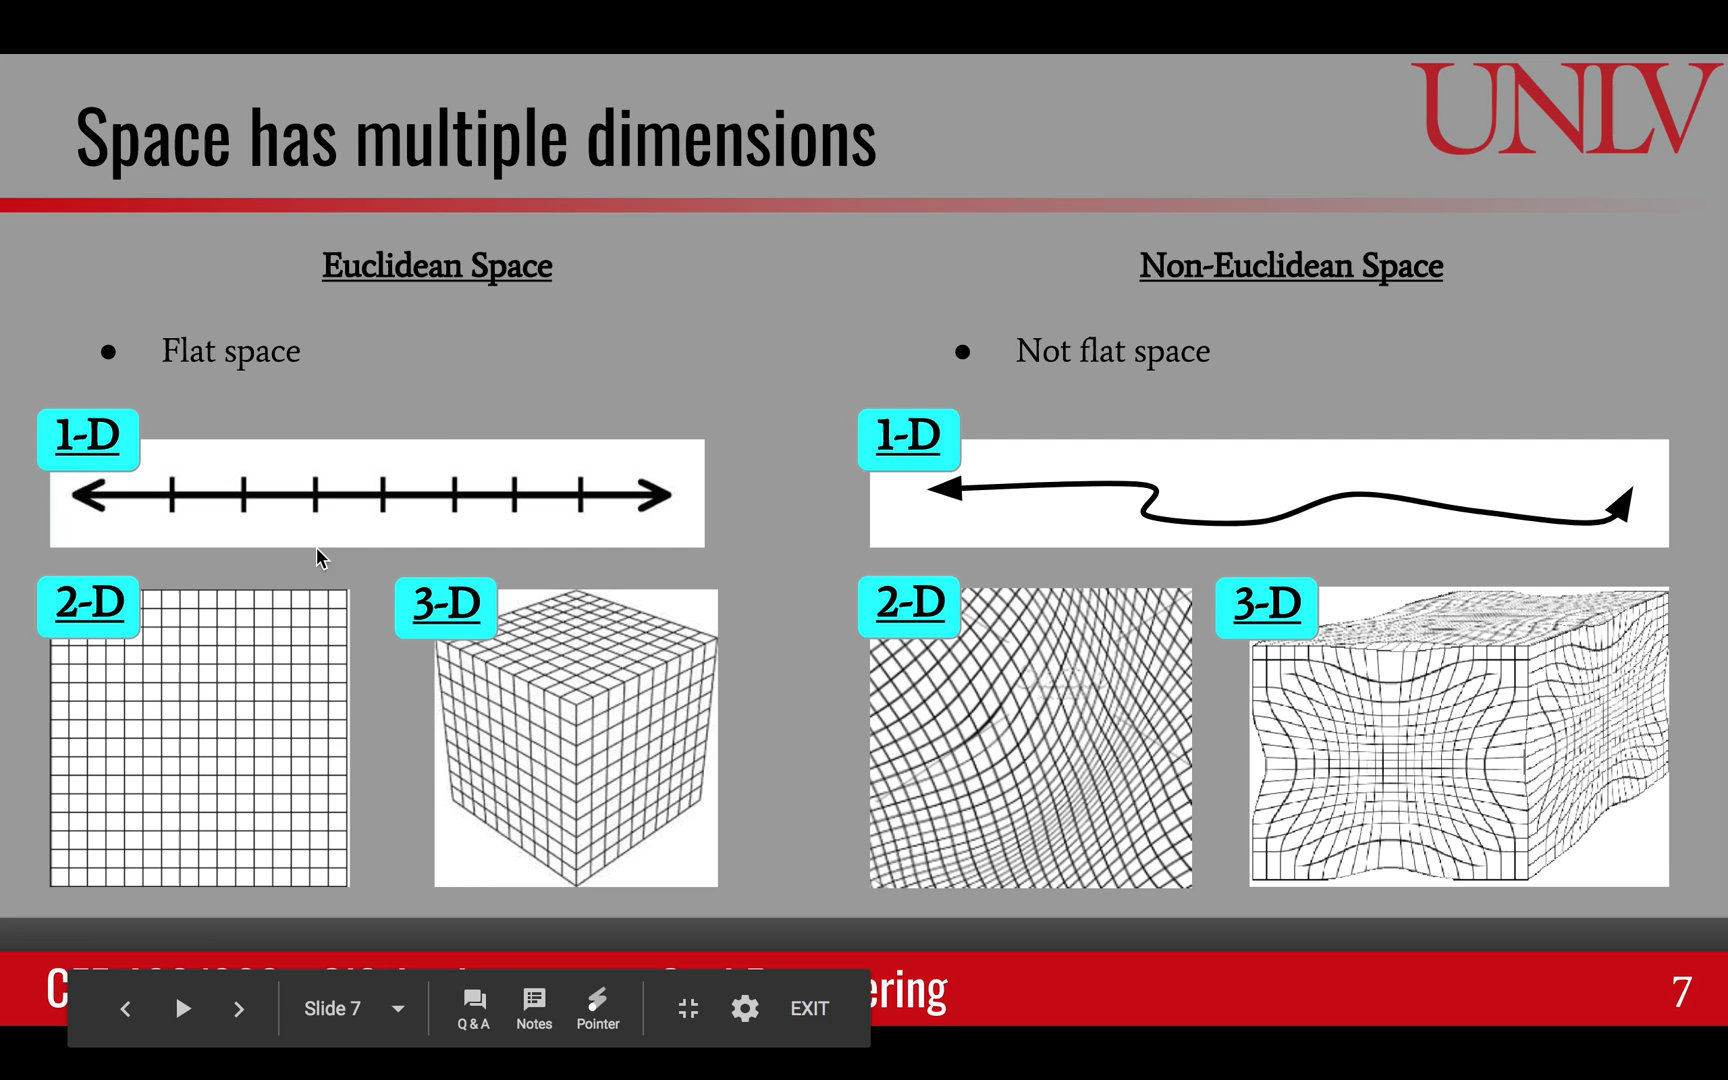 UNLV
Space has multiple dimensions
Euclidean Space
● Flat space
1-D
2-D
3-D
Non-Euclidean Space
● Not flat space
1-D
2-D
3-D
ering
7
Slide 7
Q & A
Notes
Pointer
EXIT